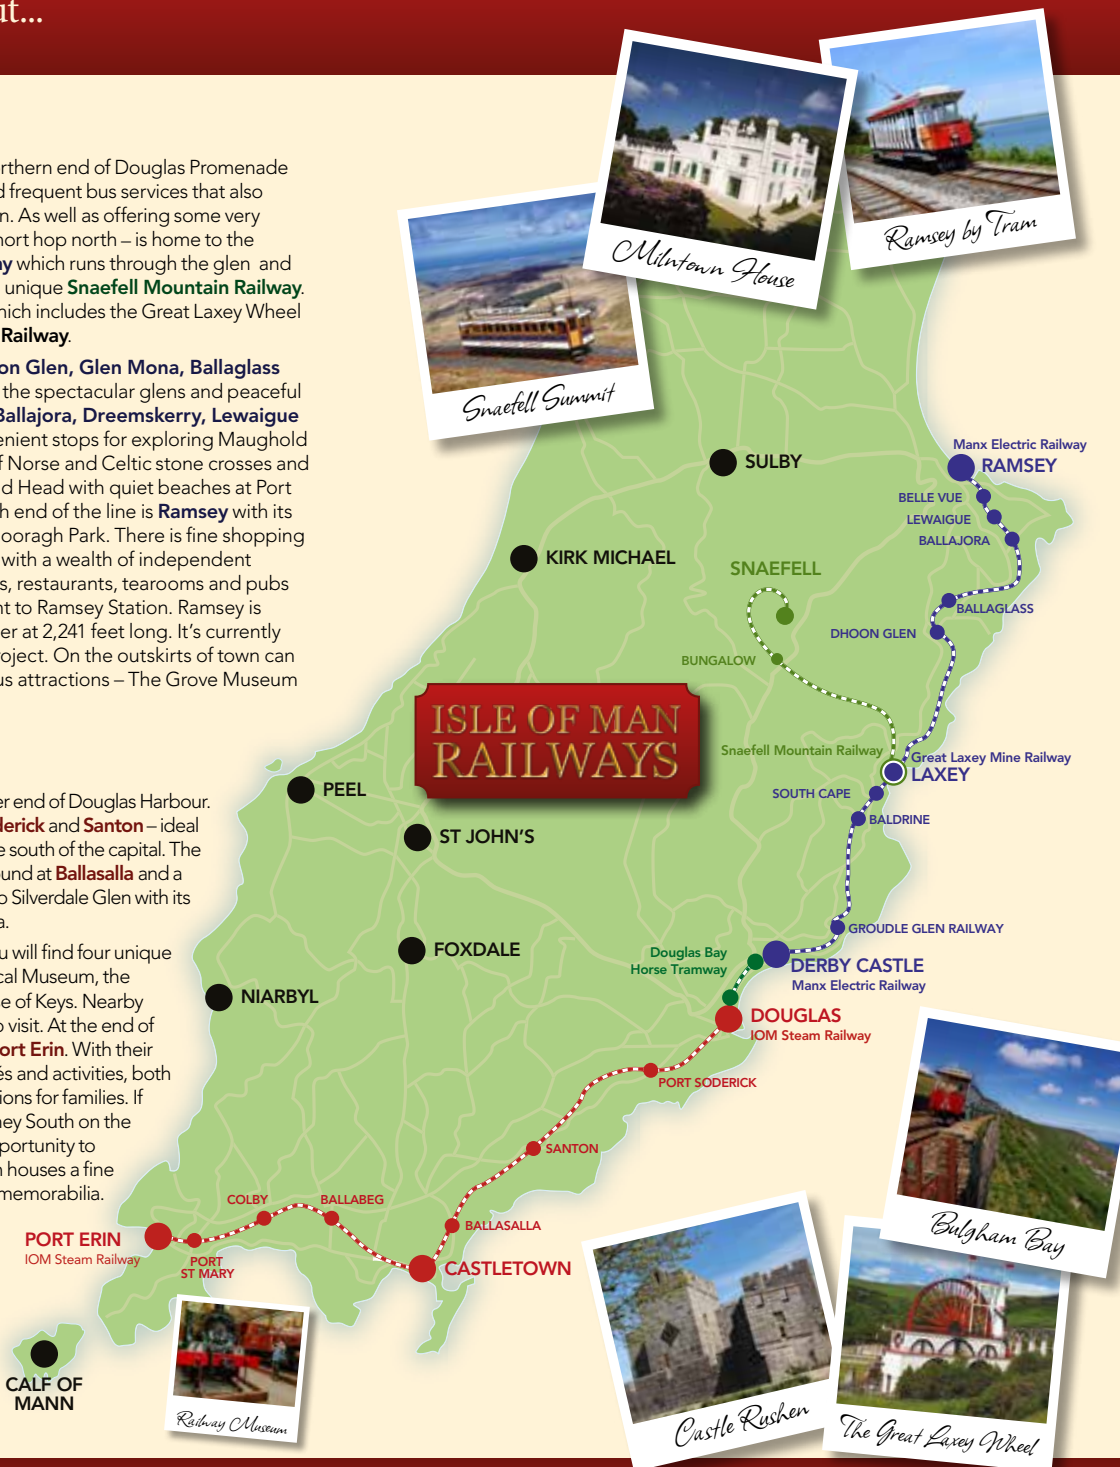 ut...
rthern end of Douglas Promenade
d frequent bus services that also
n. As well as offering some very
hort hop north – is home to the
ay which runs through the glen and
unique Snaefell Mountain Railway.
hich includes the Great Laxey Wheel
Railway.
on Glen, Glen Mona, Ballaglass
the spectacular glens and peaceful
Ballajora, Dreemskerry, Lewaigue
enient stops for exploring Maughold
f Norse and Celtic stone crosses and
d Head with quiet beaches at Port
h end of the line is Ramsey with its
ooragh Park. There is fine shopping
with a wealth of independent
s, restaurants, tearooms and pubs
nt to Ramsey Station. Ramsey is
er at 2,241 feet long. It's currently
roject. On the outskirts of town can
us attractions – The Grove Museum
er end of Douglas Harbour.
derick and Santon – ideal
e south of the capital. The
ound at Ballasalla and a
o Silverdale Glen with its
a.
u will find four unique
cal Museum, the
se of Keys. Nearby
o visit. At the end of
ort Erin. With their
és and activities, both
tions for families. If
ney South on the
portunity to
n houses a fine
memorabilia.
Milntown House
Ramsey by Tram
Snaefell Summit
Manx Electric Railway
RAMSEY
SULBY
BELLE VUE
LEWAIGUE
BALLAJORA
KIRK MICHAEL
SNAEFELL
BALLAGLASS
DHOON GLEN
BUNGALOW
ISLE OF MAN
RAILWAYS
Snaefell Mountain Railway
Great Laxey Mine Railway
LAXEY
PEEL
SOUTH CAPE
BALDRINE
ST JOHN'S
GROUDLE GLEN RAILWAY
FOXDALE
Douglas Bay
Horse Tramway
DERBY CASTLE
Manx Electric Railway
NIARBYL
DOUGLAS
IOM Steam Railway
PORT SODERICK
SANTON
COLBY
BALLABEG
BALLASALLA
PORT ERIN
IOM Steam Railway
PORT
ST MARY
CASTLETOWN
CALF OF
MANN
Railway Museum
Bulgham Bay
Castle Rushen
The Great Laxey Wheel